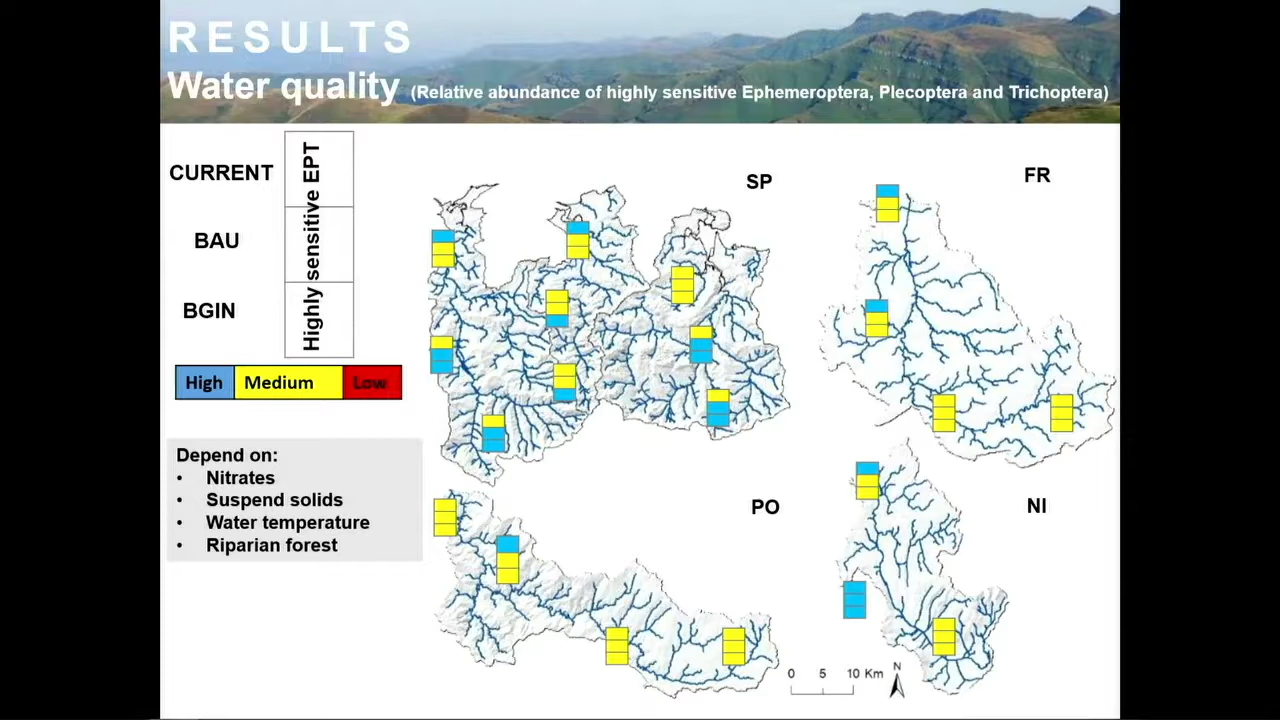 RESULTS
Water quality (Relative abundance of highly sensitive Ephemeroptera, Plecoptera and Trichoptera)
CURRENT
BAU
BGIN
Highly sensitive EPT
High Medium Low
Depend on:
• Nitrates
• Suspend solids
• Water temperature
• Riparian forest
SP
FR
PO
NI
0 5 10 Km
N